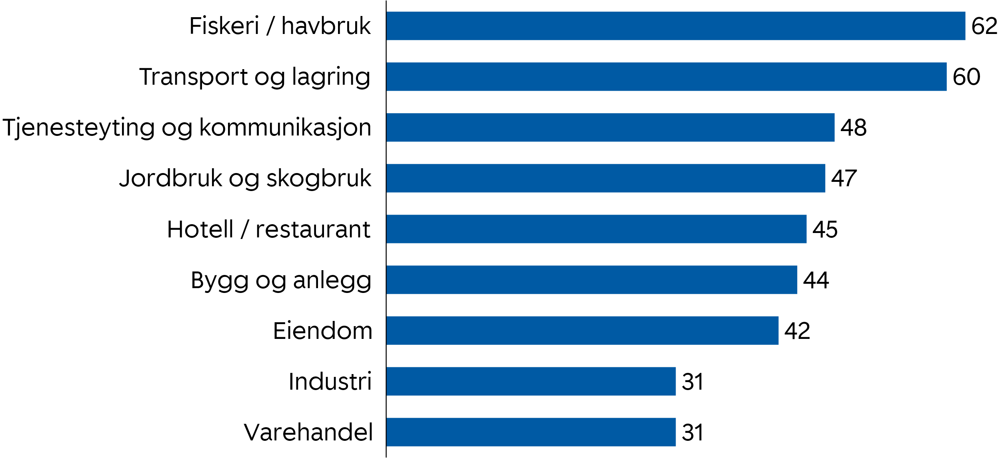 Fiskeri / havbruk 62
Transport og lagring 60
Tjenesteyting og kommunikasjon 48
Jordbruk og skogbruk 47
Hotell / restaurant 45
Bygg og anlegg 44
Eiendom 42
Industri 31
Varehandel 31